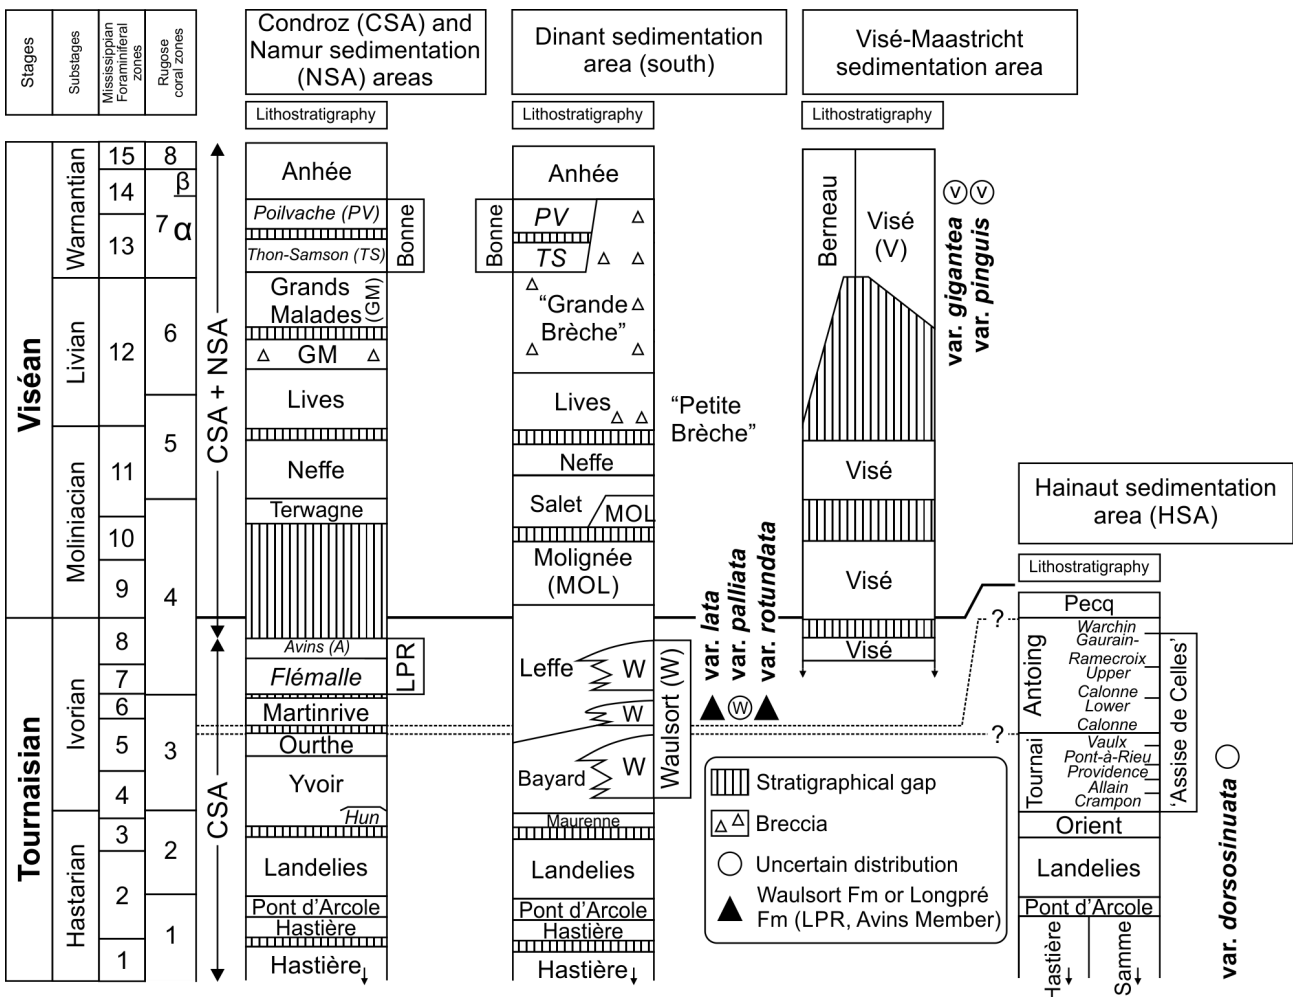 Stages
Substages
Mississippian
Foraminiferal
zones
Rugose
coral zones
Condroz (CSA) and
Namur sedimentation
(NSA) areas
Dinant sedimentation
area (south)
Visé-Maastricht
sedimentation area
Lithostratigraphy
Lithostratigraphy
Lithostratigraphy
Viséan
Tournaisian
Warnantian
Livian
Moliniacian
Ivorian
Hastarian
15
14
13
12
11
10
9
8
7
6
5
4
3
2
1
8
β
7 α
6
5
4
3
2
1
CSA + NSA
CSA
Anhée
Poilvache (PV)
Thon-Samson (TS)
Bonne
Grands
Malades
(GM)
GM
Lives
Neffe
Terwagne
Avins (A)
Flémalle
LPR
Martinrive
Ourthe
Yvoir
Hun
Landelies
Pont d'Arcole
Hastière
Hastière
Anhée
Bonne
PV
TS
“Grande
Brèche”
Lives
“Petite
Brèche”
Neffe
Salet
MOL
Molignée
(MOL)
Leffe
W
W
Bayard
W
Waulsort (W)
Maurenne
Landelies
Pont d'Arcole
Hastière
Hastière
var. lata
var. palliata
var. rotundata
W
Berneau
Visé
(V)
V
V
var. gigantea
var. pinguis
Visé
Visé
Visé
Hainaut sedimentation
area (HSA)
Lithostratigraphy
Pecq
?
?
Antoing
Warchin
Gaurain-
Ramecroix
Upper
Calonne
Lower
Calonne
Tournai
Vaulx
Pont-à-Rieu
Providence
Allain
Crampon
'Assise de Celles'
Orient
Landelies
Pont d'Arcole
Hastière
Samme
var. dorsosinuata
Stratigraphical gap
Breccia
Uncertain distribution
Waulsort Fm or Longpré
Fm (LPR, Avins Member)